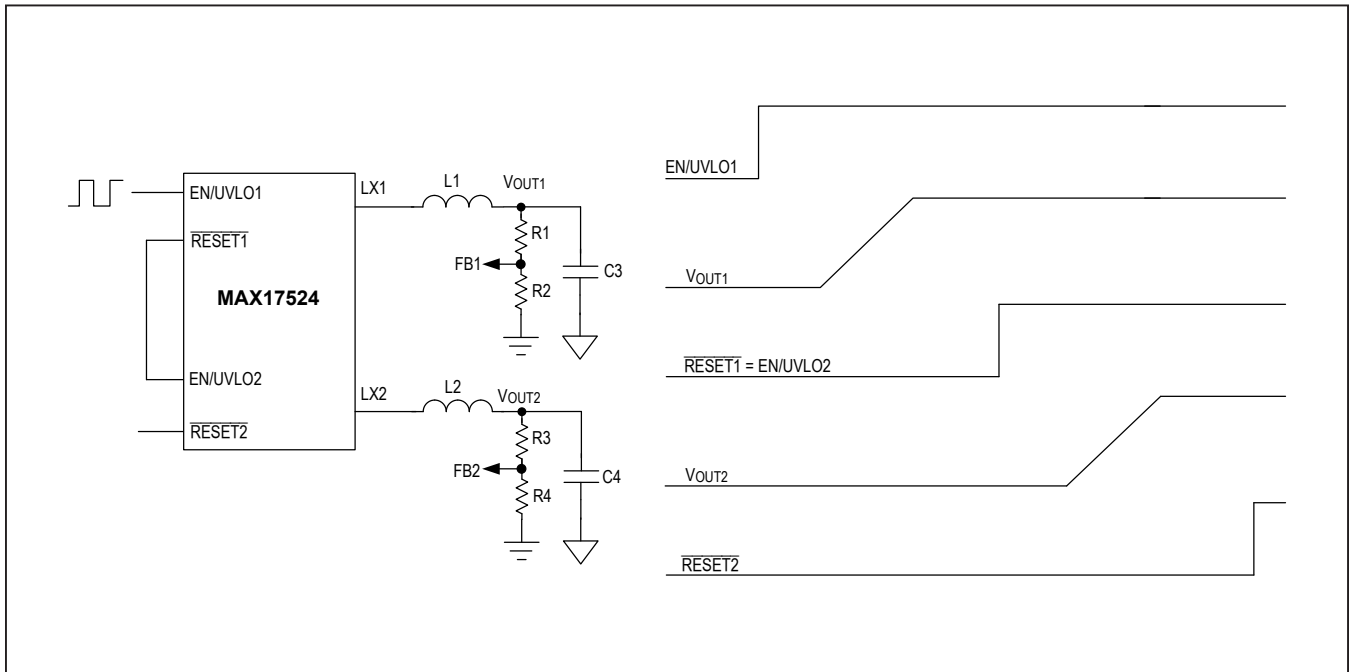 EN/UVLO1
RESET1
MAX17524
EN/UVLO2
RESET2
LX1
L1
VOUT1
R1
FB1
R2
C3
LX2
L2
VOUT2
R3
FB2
R4
C4
EN/UVLO1
VOUT1
RESET1 = EN/UVLO2
VOUT2
RESET2